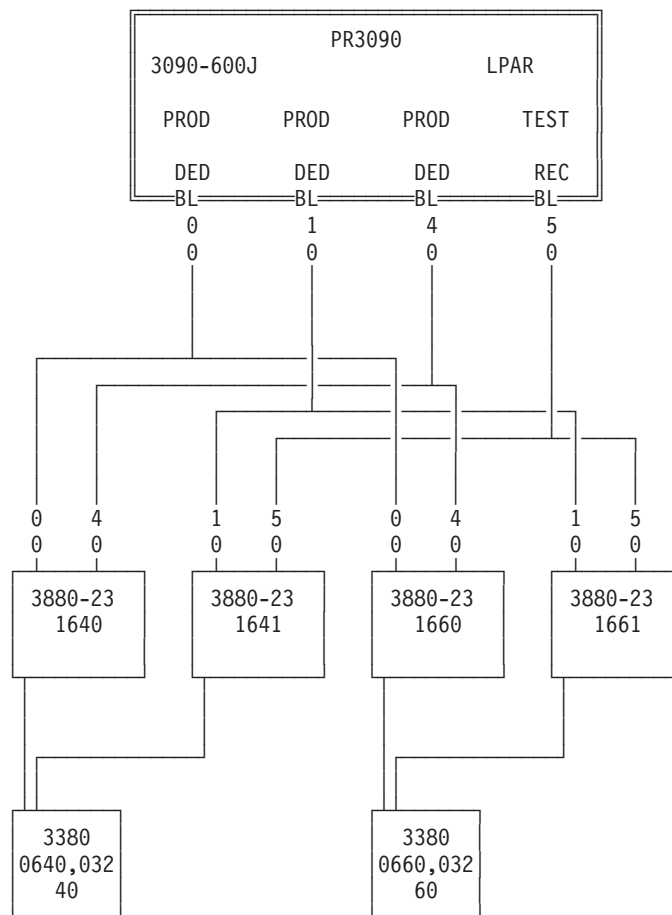 PR3090
3090-600J LPAR
PROD PROD PROD TEST
DED DED DED REC
BL BL BL BL
0 1 4 5
0 0 0 0
0 4 1 5 0 4 1 5
0 0 0 0 0 0 0 0
3880-23 3880-23 3880-23 3880-23
1640 1641 1660 1661
3380 3380
0640,032 0660,032
40 60